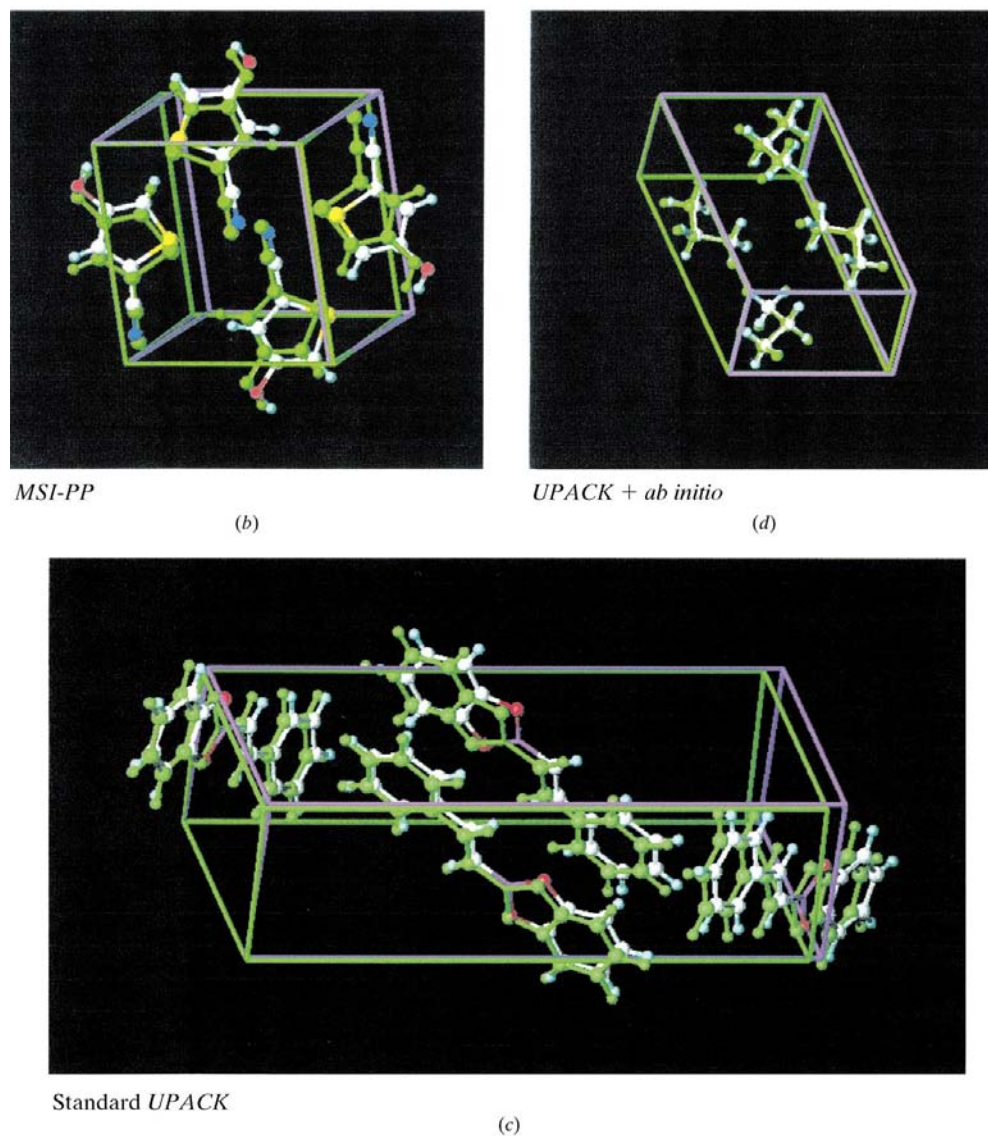 MSI-PP
(b)
UPACK + ab initio
(d)
Standard UPACK
(c)